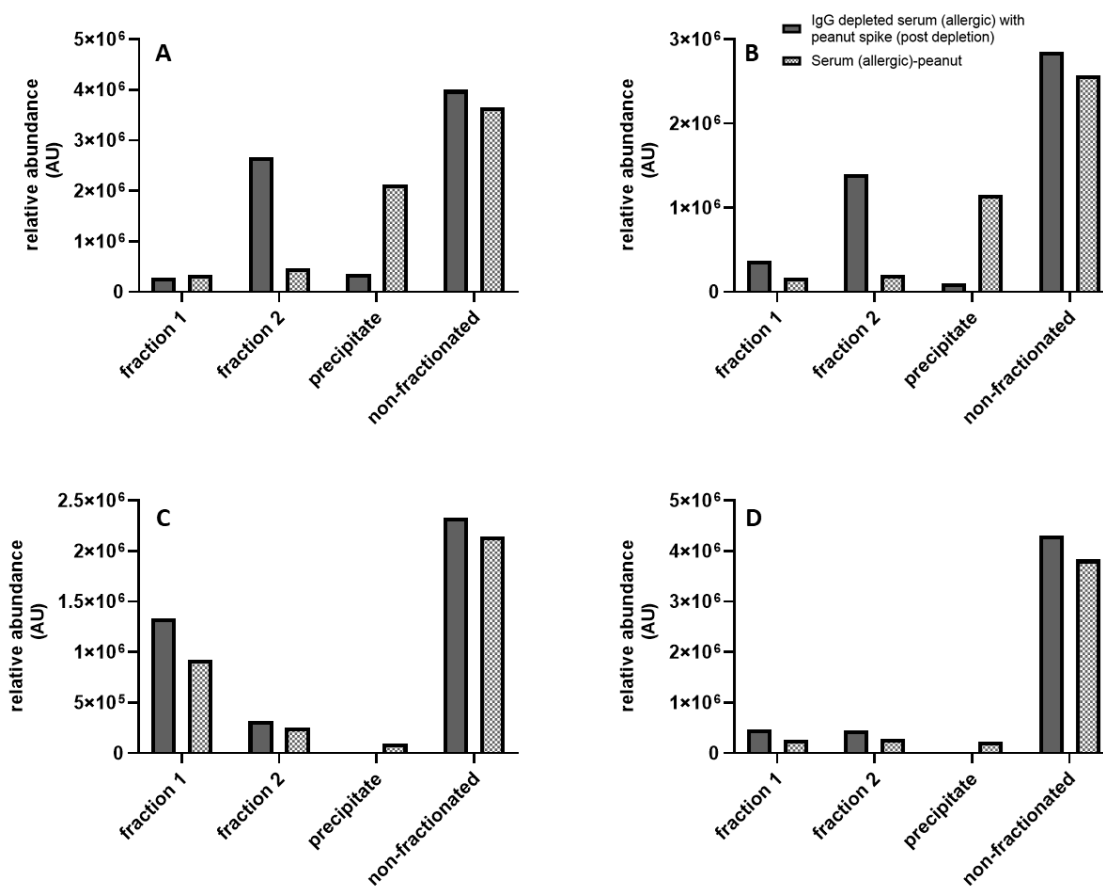 A
5×10⁶
4×10⁶
3×10⁶
2×10⁶
1×10⁶
0
relative abundance
(AU)
fraction 1
fraction 2
precipitate
non-fractionated
B
IgG depleted serum (allergic) with
peanut spike (post depletion)
Serum (allergic)-peanut
3×10⁶
2×10⁶
1×10⁶
0
relative abundance
(AU)
fraction 1
fraction 2
precipitate
non-fractionated
C
2.5×10⁶
2×10⁶
1.5×10⁶
1×10⁶
5×10⁵
0
relative abundance
(AU)
fraction 1
fraction 2
precipitate
non-fractionated
D
5×10⁶
4×10⁶
3×10⁶
2×10⁶
1×10⁶
0
relative abundance
(AU)
fraction 1
fraction 2
precipitate
non-fractionated